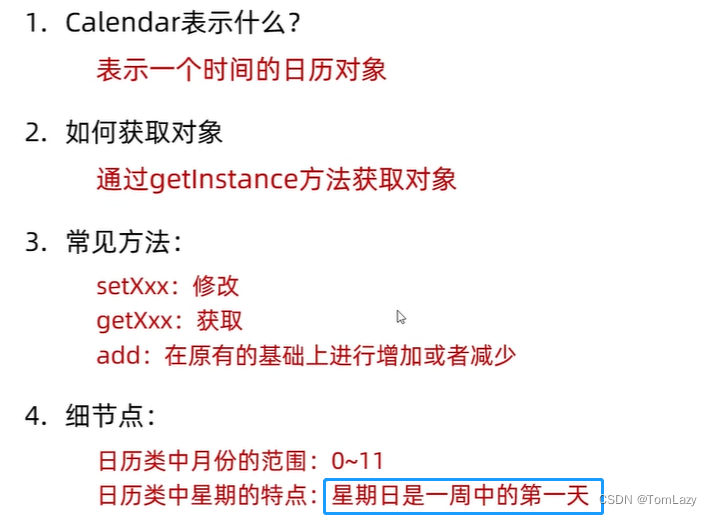 1. Calendar表示什么？
表示一个时间的日历对象
2. 如何获取对象
通过getInstance方法获取对象
3. 常见方法：
setXxx：修改
getXxx：获取
add：在原有的基础上进行增加或者减少
4. 细节点：
日历类中月份的范围：0~11
日历类中星期的特点：星期日是一周中的第一天
CSDN @TomLazy